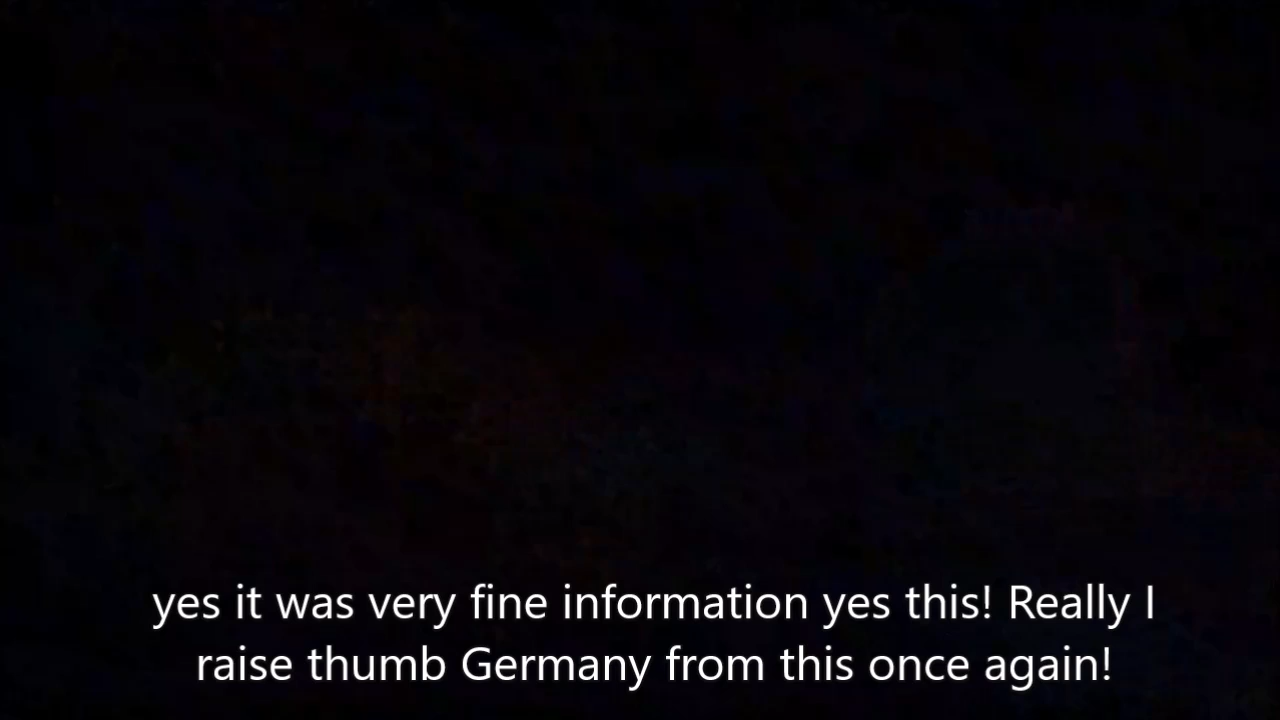 yes it was very fine information yes this! Really I
raise thumb Germany from this once again!